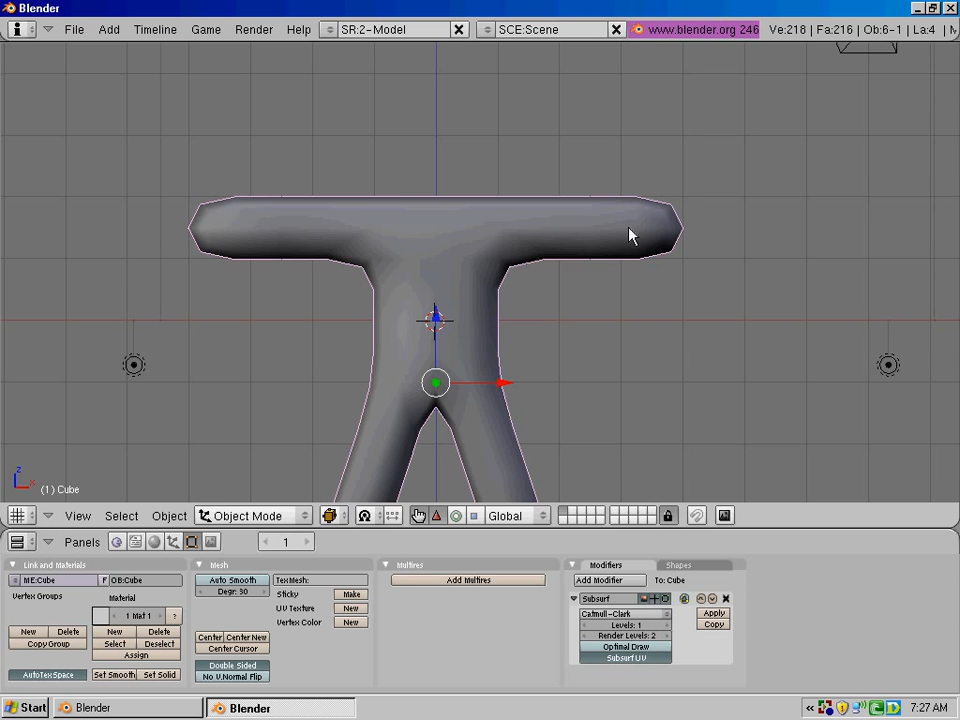 Blender
File Add Timeline Game Render Help SR:2-Model SCE:Scene www.blender.org 246 Ve:218 | Fa:216 | Ob:6-1 | La:4
z
x
(1) Cube
View Select Object Object Mode Global
Panels 1
Link and Materials Mesh Multires Modifiers Shapes
ME:Cube F OB:Cube Auto Smooth TexMesh: Add Multires Add Modifier To: Cube
Vertex Groups Material Degr: 30 Sticky Make Subsurf
1 Mat 1 ? UV Texture New Catmull-Clark Apply
Vertex Color New Levels: 1 Copy
New Delete New Delete Center Center New Render Levels: 2
Copy Group Select Deselect Center Cursor Optimal Draw
Assign Subsurf UV
Double Sided
AutoTexSpace Set Smooth Set Solid No V.Normal Flip
Start Blender Blender 7:27 AM